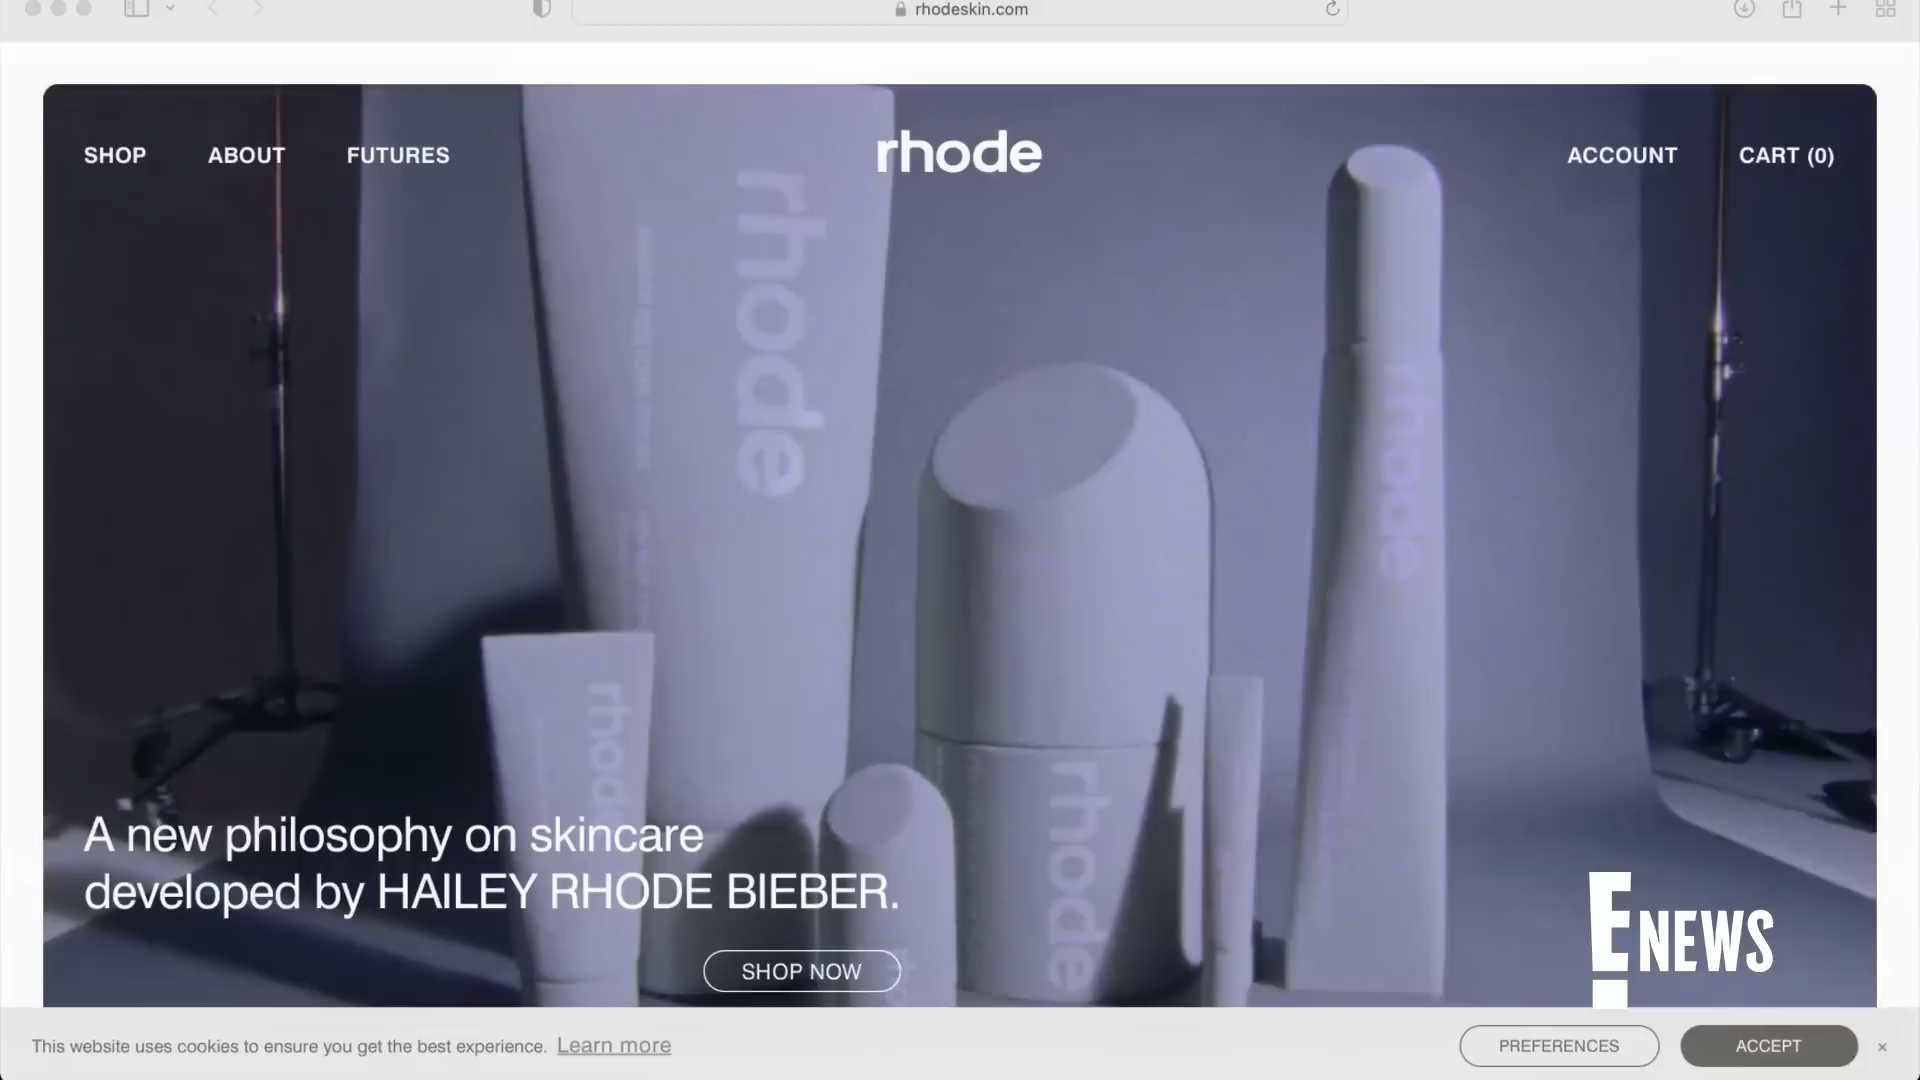 rhodeskin.com
SHOP
ABOUT
FUTURES
rhode
ACCOUNT
CART (0)
rhode
rhode
rhode
rhode
A new philosophy on skincare
developed by HAILEY RHODE BIEBER.
SHOP NOW
E! NEWS
This website uses cookies to ensure you get the best experience. Learn more
PREFERENCES
ACCEPT
×